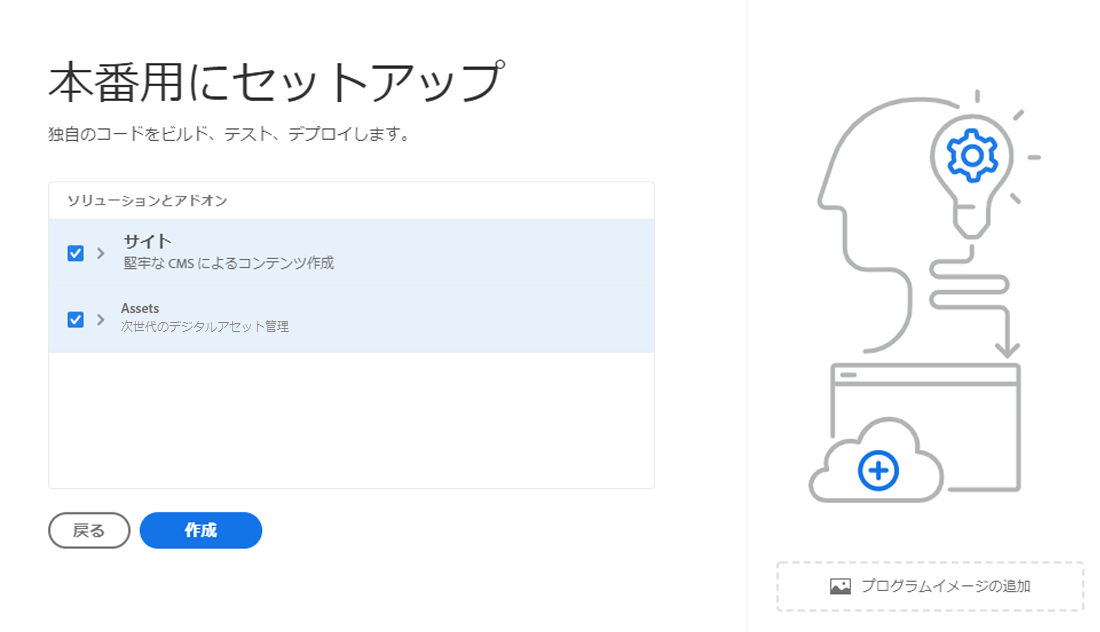 本番用にセットアップ
独自のコードをビルド、テスト、デプロイします。
ソリューションとアドオン
サイト
堅牢な CMS によるコンテンツ作成
Assets
次世代のデジタルアセット管理
戻る
作成
プログラムイメージの追加